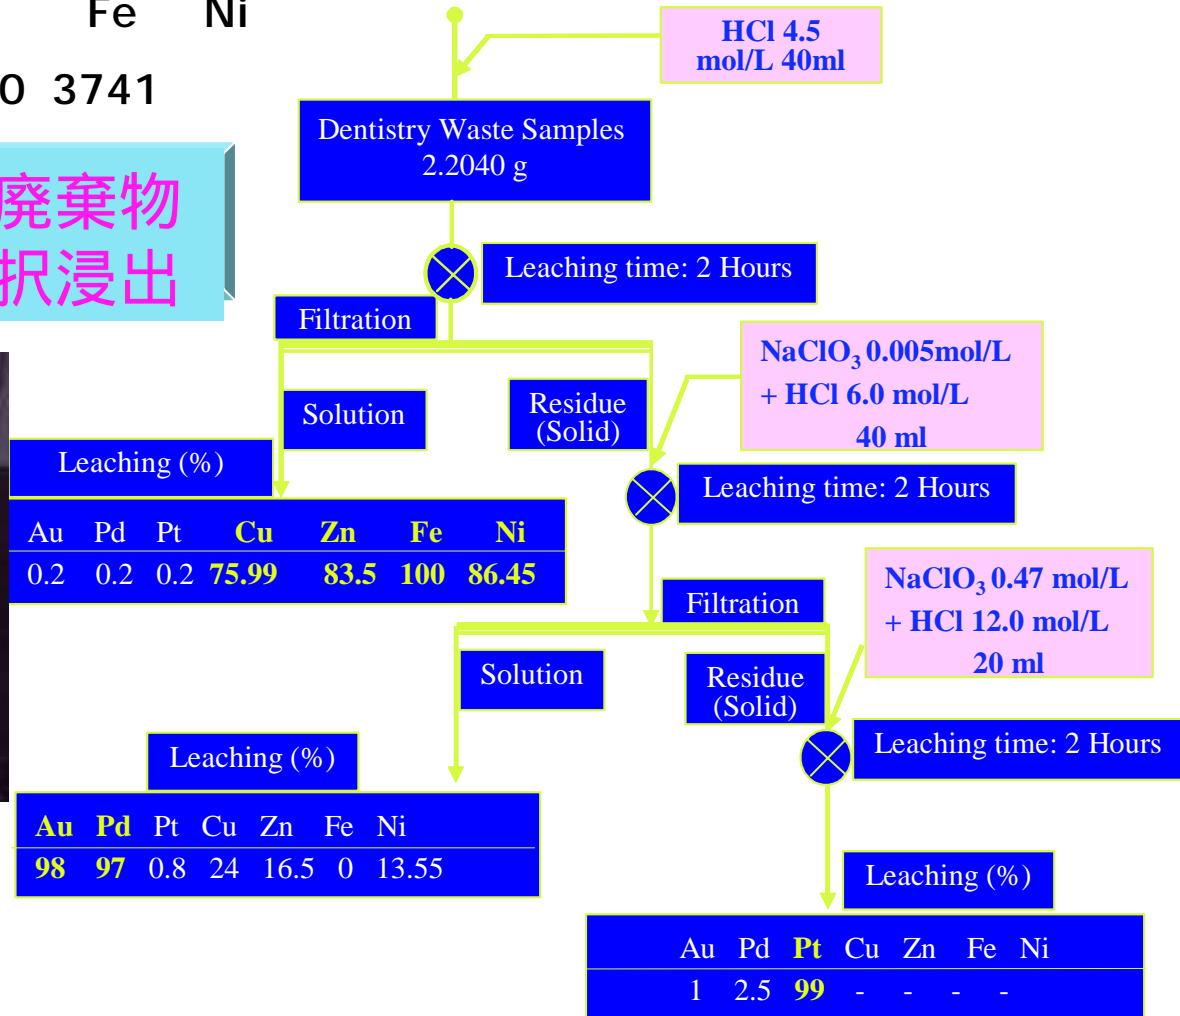 Fe Ni
0 3741
廃棄物
択浸出
HCl 4.5
mol/L 40ml
Dentistry Waste Samples
2.2040 g
Leaching time: 2 Hours
Filtration
Solution
Residue
(Solid)
NaClO₃ 0.005mol/L
+ HCl 6.0 mol/L
40 ml
Leaching time: 2 Hours
Leaching (%)
Au Pd Pt Cu Zn Fe Ni
0.2 0.2 0.2 75.99 83.5 100 86.45
Filtration
NaClO₃ 0.47 mol/L
+ HCl 12.0 mol/L
20 ml
Solution
Residue
(Solid)
Leaching time: 2 Hours
Leaching (%)
Au Pd Pt Cu Zn Fe Ni
98 97 0.8 24 16.5 0 13.55
Leaching (%)
Au Pd Pt Cu Zn Fe Ni
1 2.5 99 - - - -